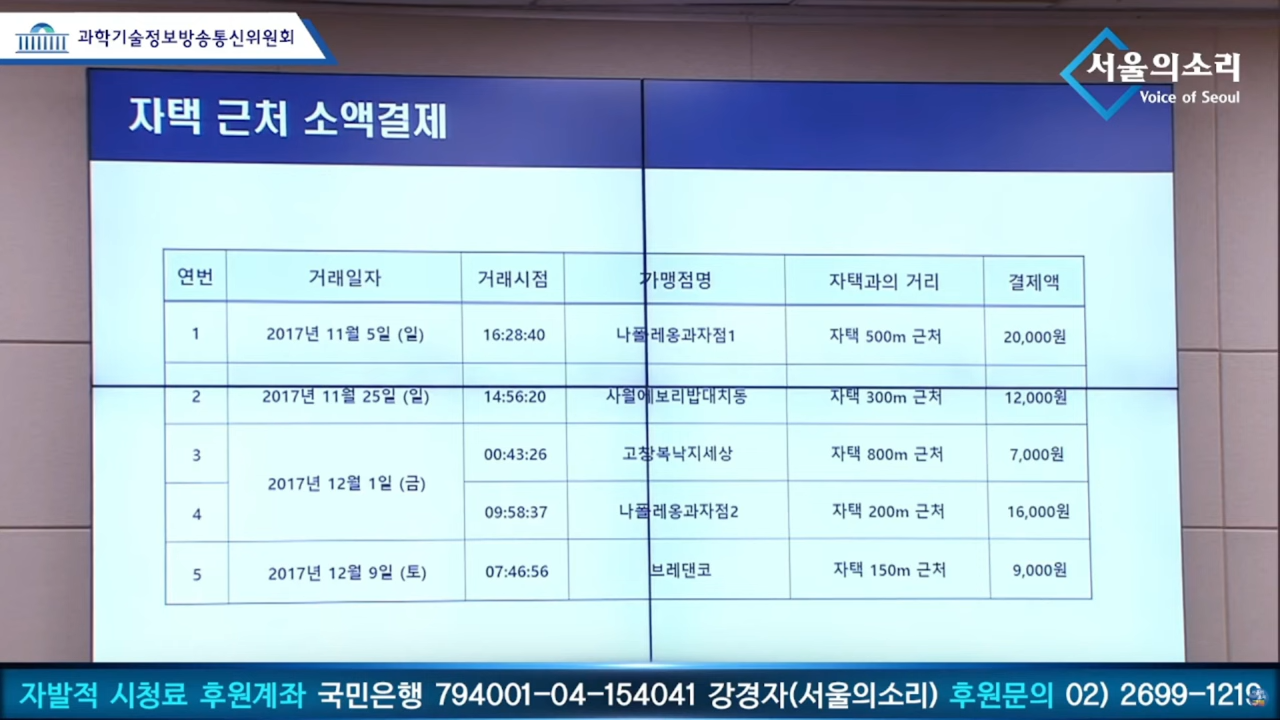 과학기술정보방송통신위원회
서울의소리
Voice of Seoul
자택 근처 소액결제
연번 거래일자 거래시점 가맹점명 자택과의 거리 결제액
1 2017년 11월 5일 (일) 16:28:40 나폴레옹과자점1 자택 500m 근처 20,000원
2 2017년 11월 25일 (일) 14:56:20 사월에보리밥대치동 자택 300m 근처 12,000원
3 2017년 12월 1일 (금) 00:43:26 고창복낙지세상 자택 800m 근처 7,000원
4 09:58:37 나폴레옹과자점2 자택 200m 근처 16,000원
5 2017년 12월 9일 (토) 07:46:56 브레댄코 자택 150m 근처 9,000원
자발적 시청료 후원계좌 국민은행 794001-04-154041 강경자(서울의소리) 후원문의 02) 2699-1219